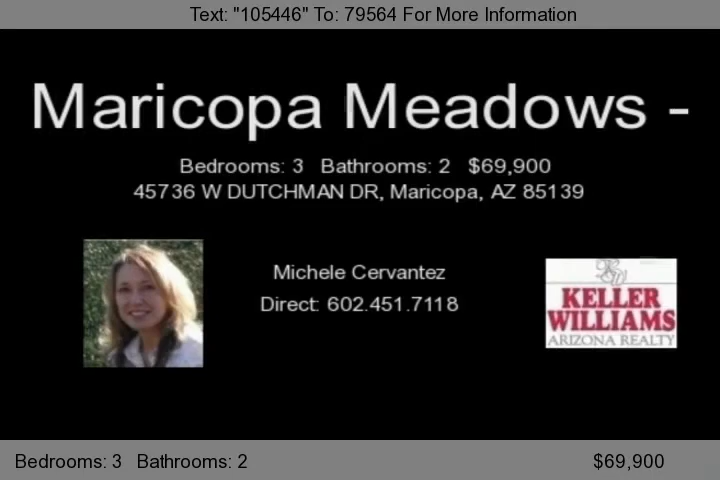 Text: "105446" To: 79564 For More Information
Maricopa Meadows -
Bedrooms: 3 Bathrooms: 2 $69,900
45736 W DUTCHMAN DR, Maricopa, AZ 85139
Michele Cervantez
Direct: 602.451.7118
KELLER
WILLIAMS
ARIZONA REALTY
Bedrooms: 3 Bathrooms: 2 $69,900